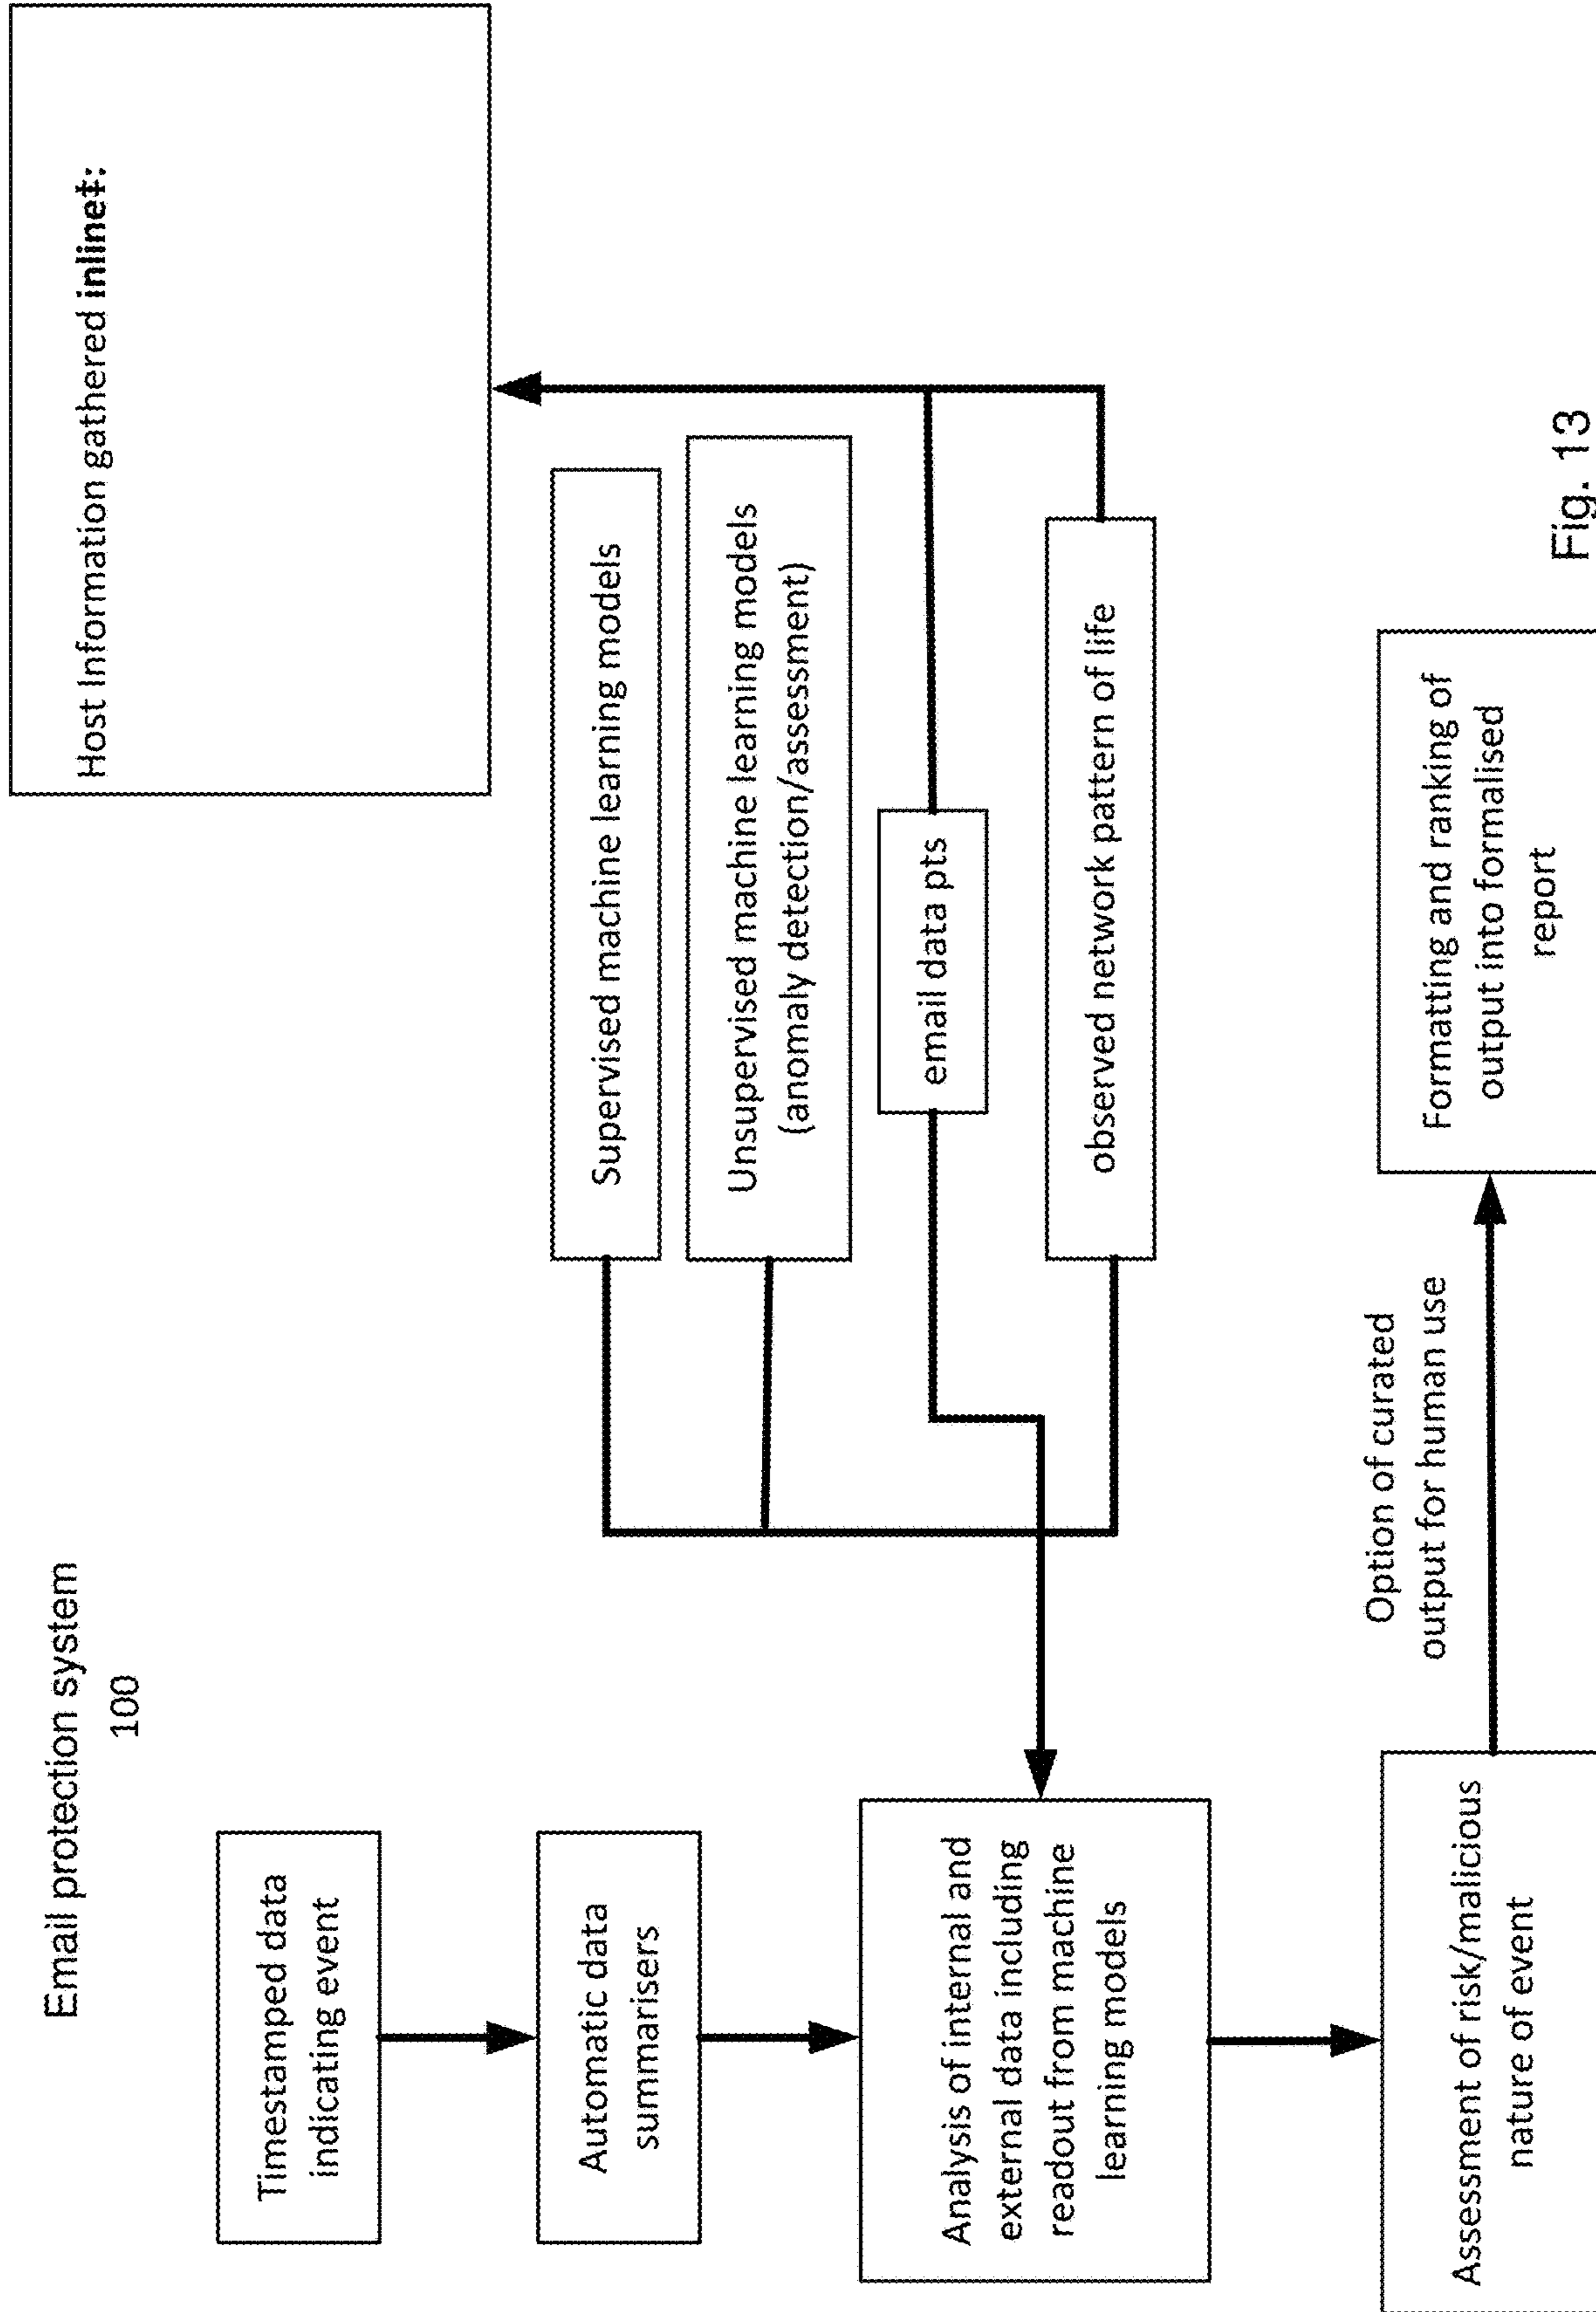 Email protection system
100
Timestamped data
indicating event
Automatic data
summarisers
Analysis of internal and
external data including
readout from machine
learning models
Assessment of risk/malicious
nature of event
Host Information gathered inline‡:
Supervised machine learning models
Unsupervised machine learning models
(anomaly detection/assessment)
email data pts
observed network pattern of life
Option of curated
output for human use
Formatting and ranking of
output into formalised
report
Fig. 13